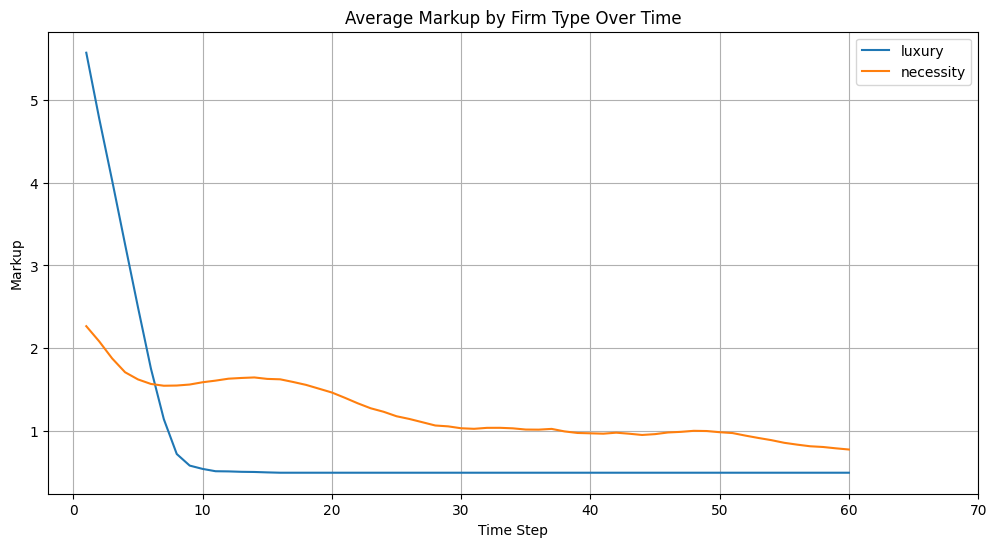 Average Markup by Firm Type Over Time
luxury
necessity
Markup
5
4
3
2
1
0 10 20 30 40 50 60 70
Time Step